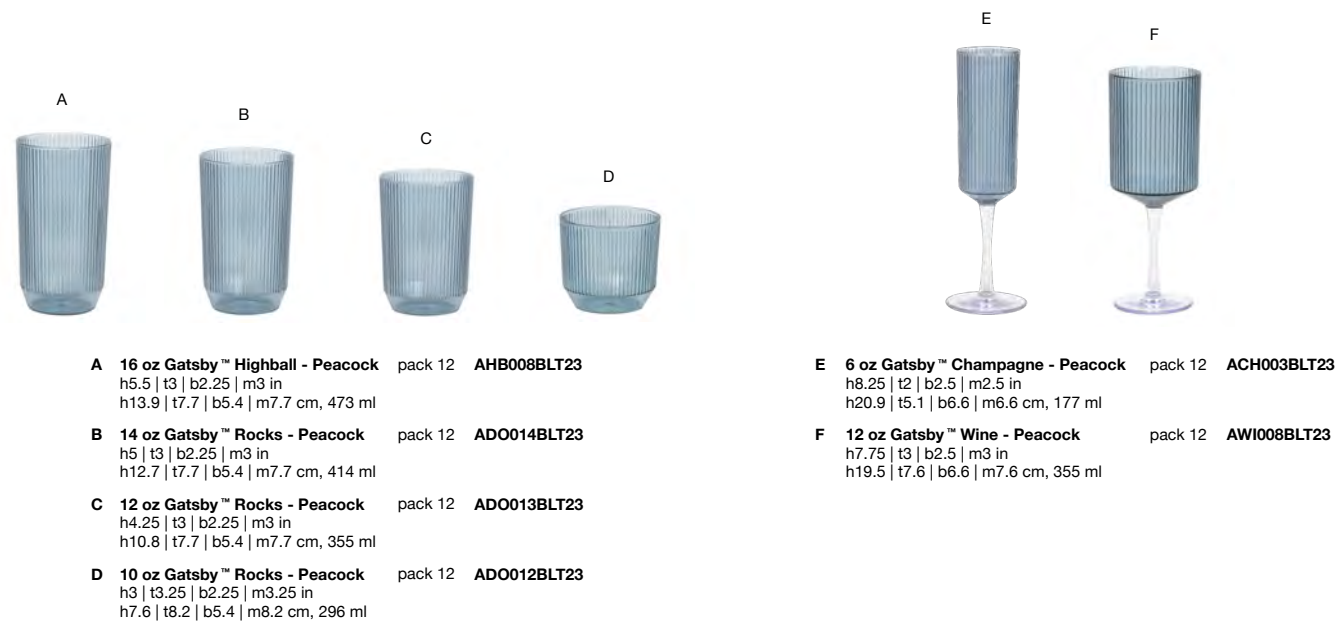 A
B
C
D
E
F
A 16 oz Gatsby™ Highball - Peacock pack 12 AHB008BLT23
h5.5 | t3 | b2.25 | m3 in
h13.9 | t7.7 | b5.4 | m7.7 cm, 473 ml
B 14 oz Gatsby™ Rocks - Peacock pack 12 ADO014BLT23
h5 | t3 | b2.25 | m3 in
h12.7 | t7.7 | b5.4 | m7.7 cm, 414 ml
C 12 oz Gatsby™ Rocks - Peacock pack 12 ADO013BLT23
h4.25 | t3 | b2.25 | m3 in
h10.8 | t7.7 | b5.4 | m7.7 cm, 355 ml
D 10 oz Gatsby™ Rocks - Peacock pack 12 ADO012BLT23
h3 | t3.25 | b2.25 | m3.25 in
h7.6 | t8.2 | b5.4 | m8.2 cm, 296 ml
E 6 oz Gatsby™ Champagne - Peacock pack 12 ACH003BLT23
h8.25 | t2 | b2.5 | m2.5 in
h20.9 | t5.1 | b6.6 | m6.6 cm, 177 ml
F 12 oz Gatsby™ Wine - Peacock pack 12 AWI008BLT23
h7.75 | t3 | b2.5 | m3 in
h19.5 | t7.6 | b6.6 | m7.6 cm, 355 ml